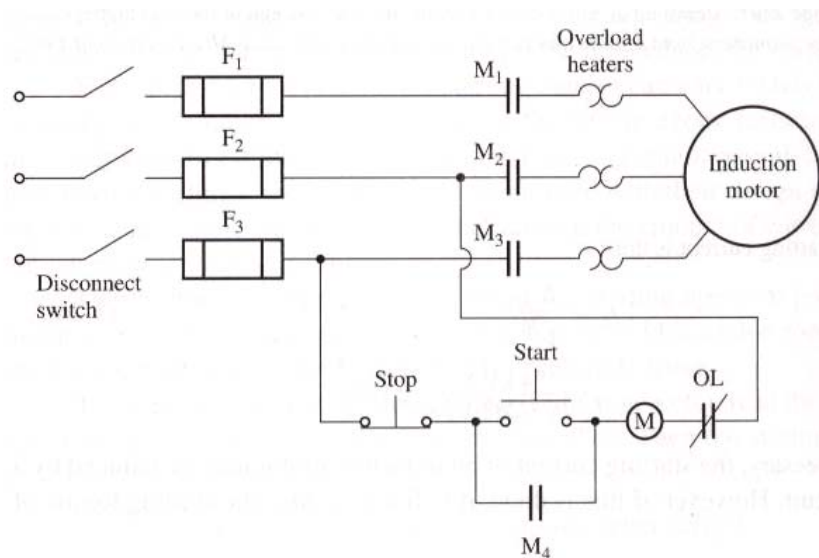 F1
Overload
heaters
M1
F2
M2
Induction
motor
F3
M3
Disconnect
switch
Start
Stop
OL
M
M4